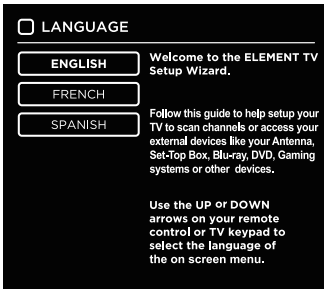 LANGUAGE
ENGLISH
FRENCH
SPANISH
Welcome to the ELEMENT TV
Setup Wizard.
Follow this guide to help setup your
TV to scan channels or access your
external devices like your Antenna,
Set-Top Box, Blu-ray, DVD, Gaming
systems or other devices.
Use the UP or DOWN
arrows on your remote
control or TV keypad to
select the language of
the on screen menu.